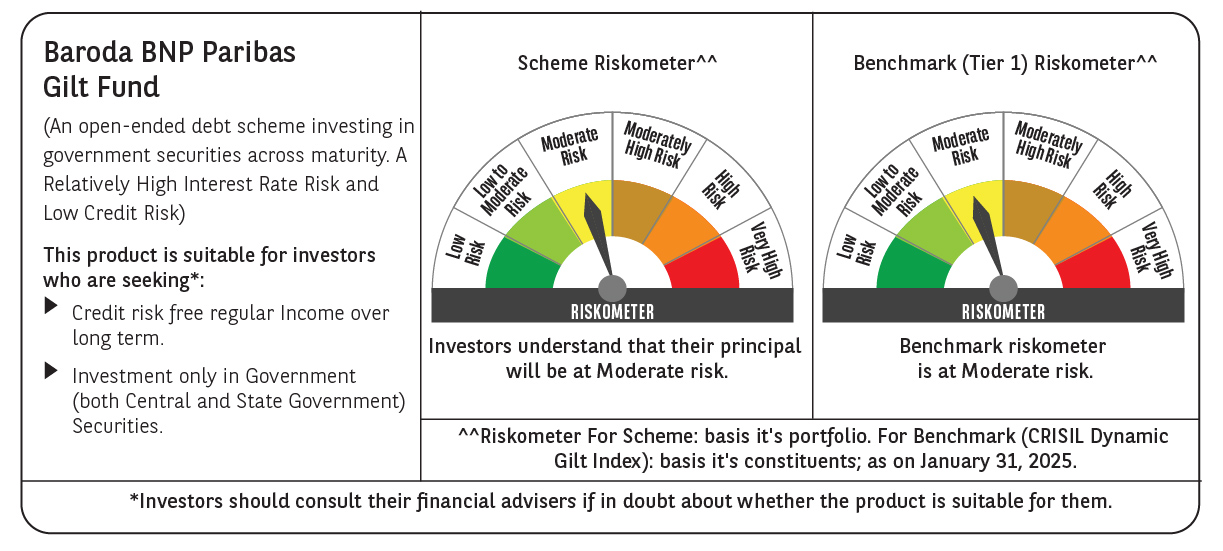 Baroda BNP Paribas
Gilt Fund
(An open-ended debt scheme investing in
government securities across maturity. A
Relatively High Interest Rate Risk and
Low Credit Risk)
This product is suitable for investors
who are seeking*:
Credit risk free regular Income over
long term.
Investment only in Government
(both Central and State Government)
Securities.
Scheme Riskometer^^
Low
Risk
Low to
Moderate
Risk
Moderate
Risk
Moderately
High Risk
High
Risk
Very High
Risk
RISKOMETER
Investors understand that their principal
will be at Moderate risk.
Benchmark (Tier 1) Riskometer^^
Low
Risk
Low to
Moderate
Risk
Moderate
Risk
Moderately
High Risk
High
Risk
Very High
Risk
RISKOMETER
Benchmark riskometer
is at Moderate risk.
^^Riskometer For Scheme: basis it's portfolio. For Benchmark (CRISIL Dynamic
Gilt Index): basis it's constituents; as on January 31, 2025.
*Investors should consult their financial advisers if in doubt about whether the product is suitable for them.